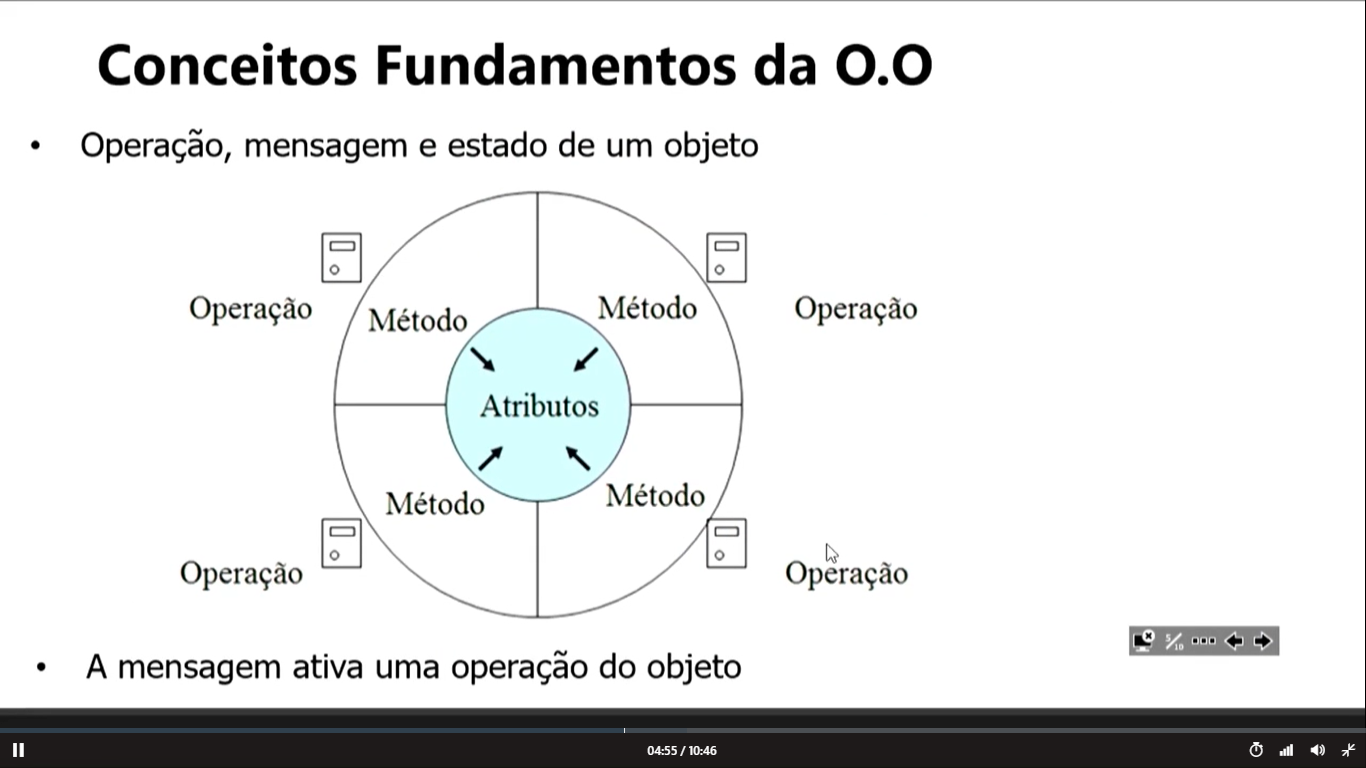 Conceitos Fundamentos da O.O
• Operação, mensagem e estado de um objeto
Operação
Método
Método
Operação
Atributos
Método
Método
Operação
Operação
• A mensagem ativa uma operação do objeto
5/10
04:55 / 10:46